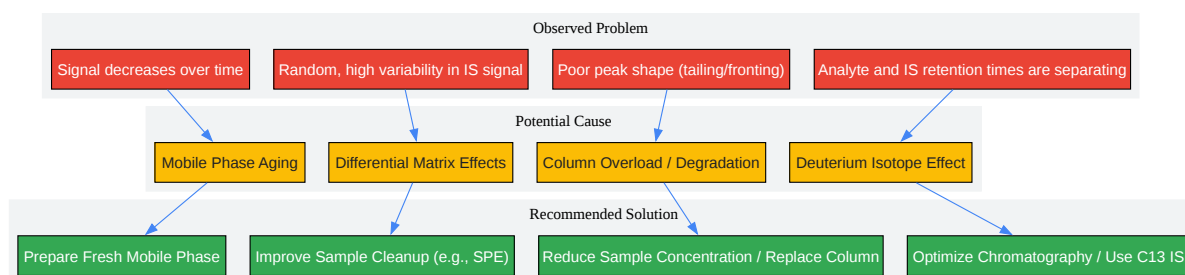 Observed Problem
Signal decreases over time
Random, high variability in IS signal
Poor peak shape (tailing/fronting)
Analyte and IS retention times are separating
Potential Cause
Mobile Phase Aging
Differential Matrix Effects
Column Overload / Degradation
Deuterium Isotope Effect
Recommended Solution
Prepare Fresh Mobile Phase
Improve Sample Cleanup (e.g., SPE)
Reduce Sample Concentration / Replace Column
Optimize Chromatography / Use C13 IS